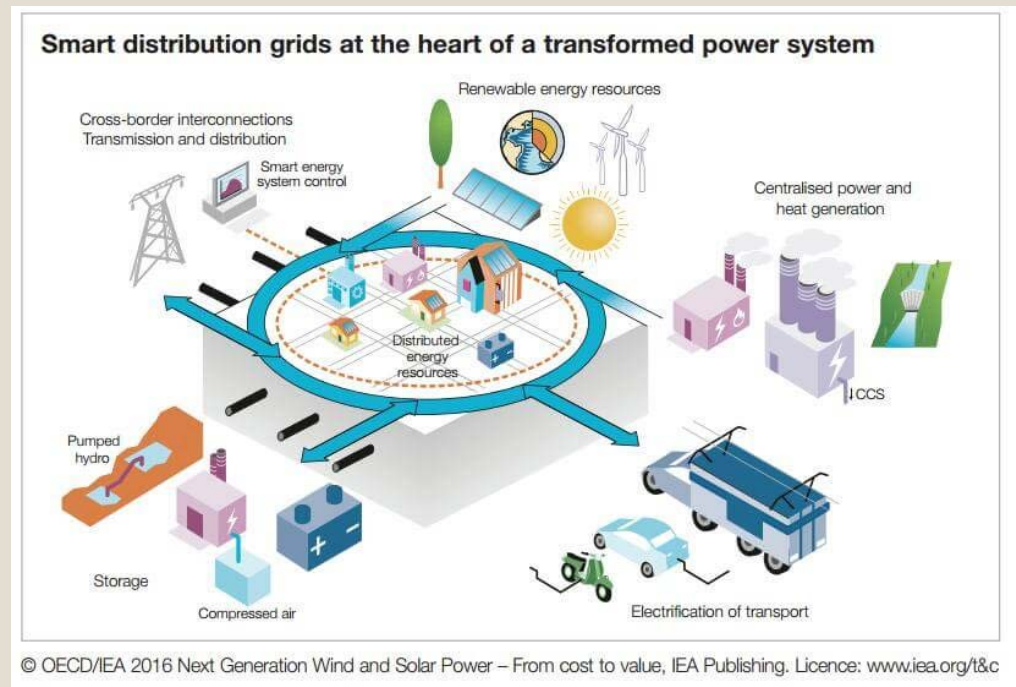 Smart distribution grids at the heart of a transformed power system
Renewable energy resources
Cross-border interconnections
Transmission and distribution
Smart energy
system control
Centralised power and
heat generation
Distributed
energy
resources
CCS
Pumped
hydro
Storage
Compressed air
Electrification of transport
© OECD/IEA 2016 Next Generation Wind and Solar Power – From cost to value, IEA Publishing. Licence: www.iea.org/t&c